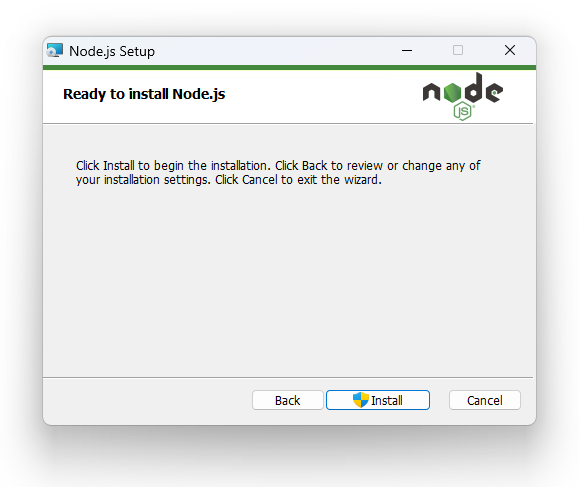 Node.js Setup
Ready to install Node.js
node
JS
Click Install to begin the installation. Click Back to review or change any of
your installation settings. Click Cancel to exit the wizard.
Back
Install
Cancel